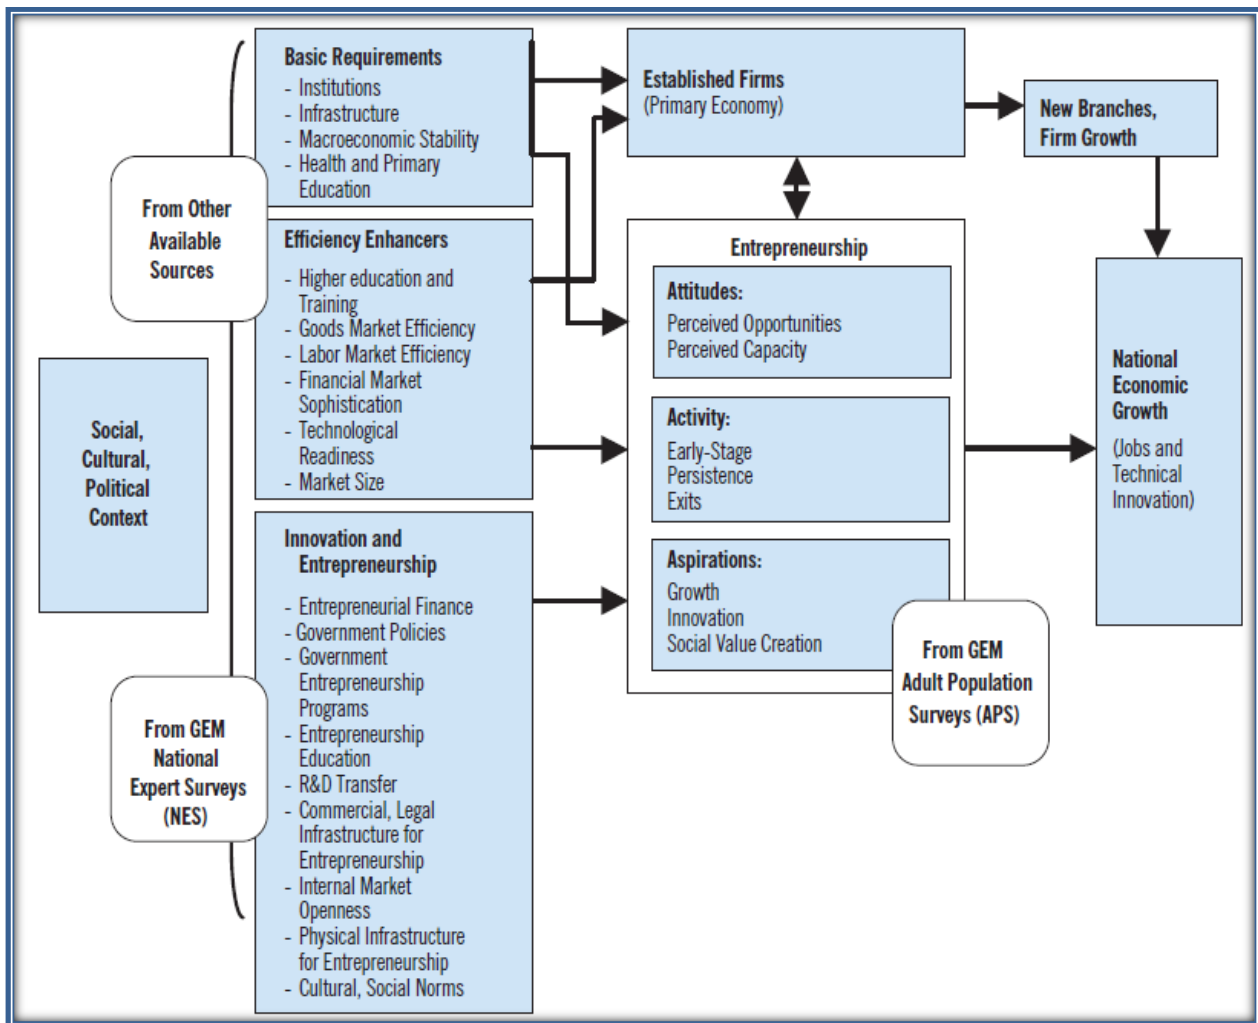 Social,
Cultural,
Political
Context
From Other
Available
Sources
From GEM
National
Expert Surveys
(NES)
Basic Requirements
- Institutions
- Infrastructure
- Macroeconomic Stability
- Health and Primary
Education
Efficiency Enhancers
- Higher education and
Training
- Goods Market Efficiency
- Labor Market Efficiency
- Financial Market
Sophistication
- Technological
Readiness
- Market Size
Innovation and
Entrepreneurship
- Entrepreneurial Finance
- Government Policies
- Government
Entrepreneurship
Programs
- Entrepreneurship
Education
- R&D Transfer
- Commercial, Legal
Infrastructure for
Entrepreneurship
- Internal Market
Openness
- Physical Infrastructure
for Entrepreneurship
- Cultural, Social Norms
Established Firms
(Primary Economy)
Entrepreneurship
Attitudes:
Perceived Opportunities
Perceived Capacity
Activity:
Early-Stage
Persistence
Exits
Aspirations:
Growth
Innovation
Social Value Creation
From GEM
Adult Population
Surveys (APS)
New Branches,
Firm Growth
National
Economic
Growth
(Jobs and
Technical
Innovation)